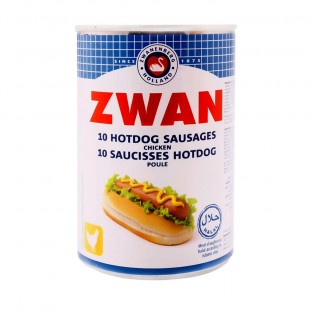 ZWANENBERG
HOLLAND
SINCE 1875
ZWAN
10 HOTDOG SAUSAGES
CHICKEN
10 SAUCISSES HOTDOG
POULE
حلال
HALAL